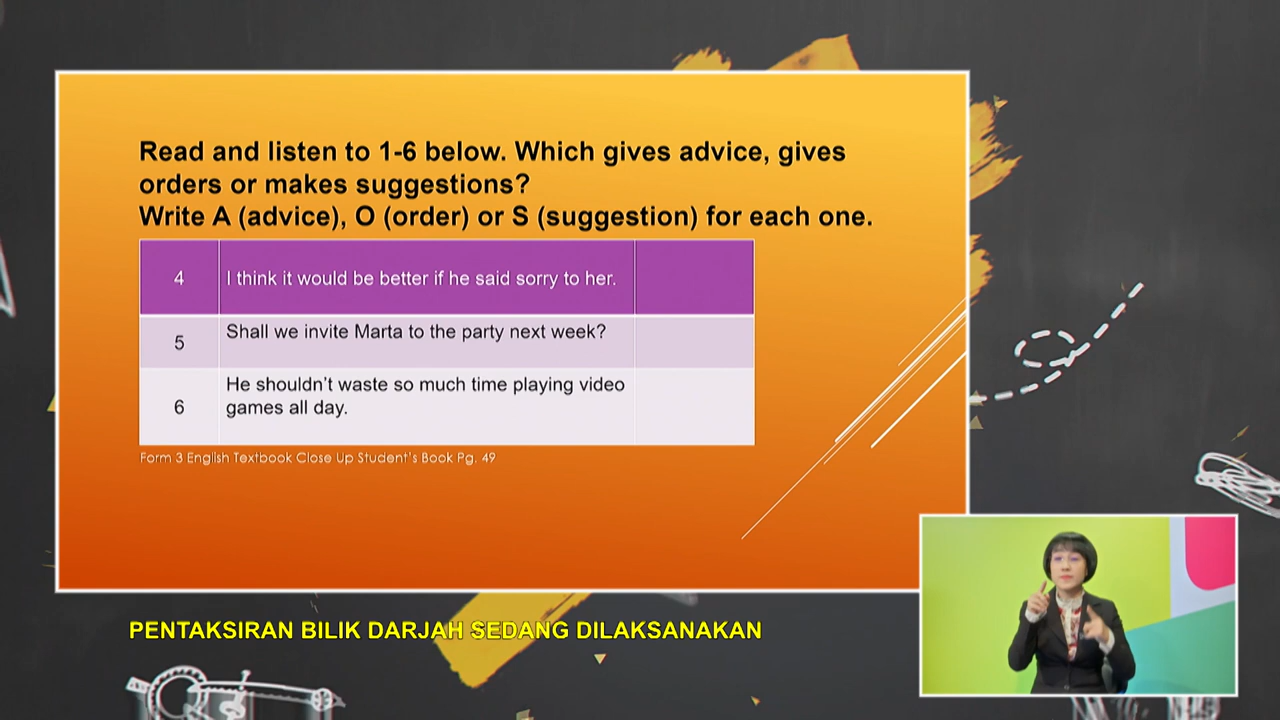 Read and listen to 1-6 below. Which gives advice, gives
orders or makes suggestions?
Write A (advice), O (order) or S (suggestion) for each one.
4 I think it would be better if he said sorry to her.
5 Shall we invite Marta to the party next week?
6 He shouldn't waste so much time playing video
games all day.
Form 3 English Textbook Close Up Student's Book Pg. 49
PENTAKSIRAN BILIK DARJAH SEDANG DILAKSANAKAN